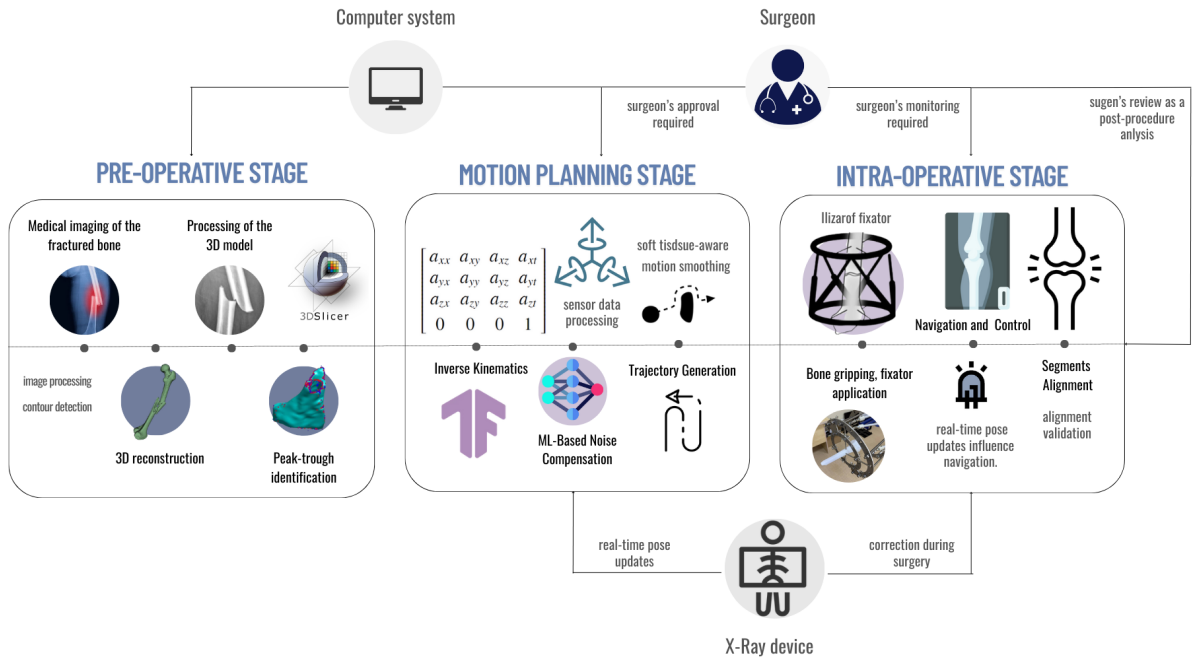 Computer system
Surgeon
surgeon's approval
required
surgeon's monitoring
required
sugen's review as a
post-procedure
anlysis
PRE-OPERATIVE STAGE
MOTION PLANNING STAGE
INTRA-OPERATIVE STAGE
Medical imaging of the
fractured bone
Processing of the
3D model
3DSlicer
image processing
contour detection
3D reconstruction
Peak-trough
identification
a_xx a_xy a_xz a_xt
a_yx a_yy a_yz a_yt
a_zx a_zy a_zz a_zt
0 0 0 1
sensor data
processing
soft tisdsue-aware
motion smoothing
Inverse Kinematics
ML-Based Noise
Compensation
Trajectory Generation
llizarof fixator
Navigation and Control
Bone gripping, fixator
application
real-time pose
updates influence
navigation.
Segments
Alignment
alignment
validation
real-time pose
updates
correction during
surgery
X-Ray device